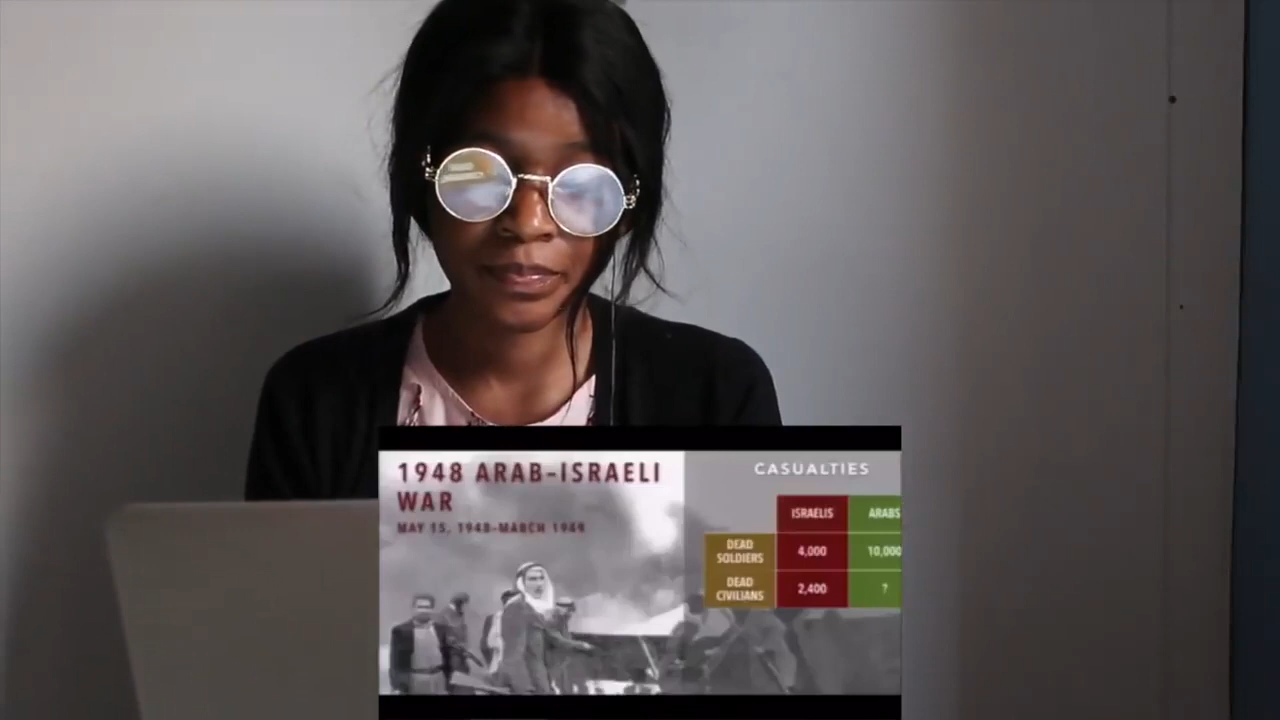 1948 ARAB-ISRAELI
WAR
MAY 15, 1948-MARCH 1949
CASUALTIES
ISRAELIS ARABS
DEAD SOLDIERS 4,000 10,000
DEAD CIVILIANS 2,400 ?